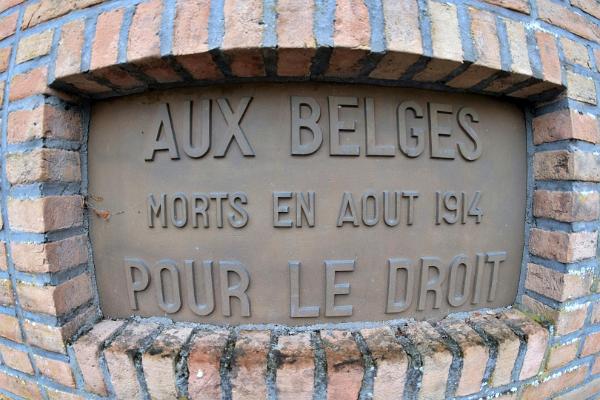 AUX BELGES
MORTS EN AOUT 1914
POUR LE DROIT